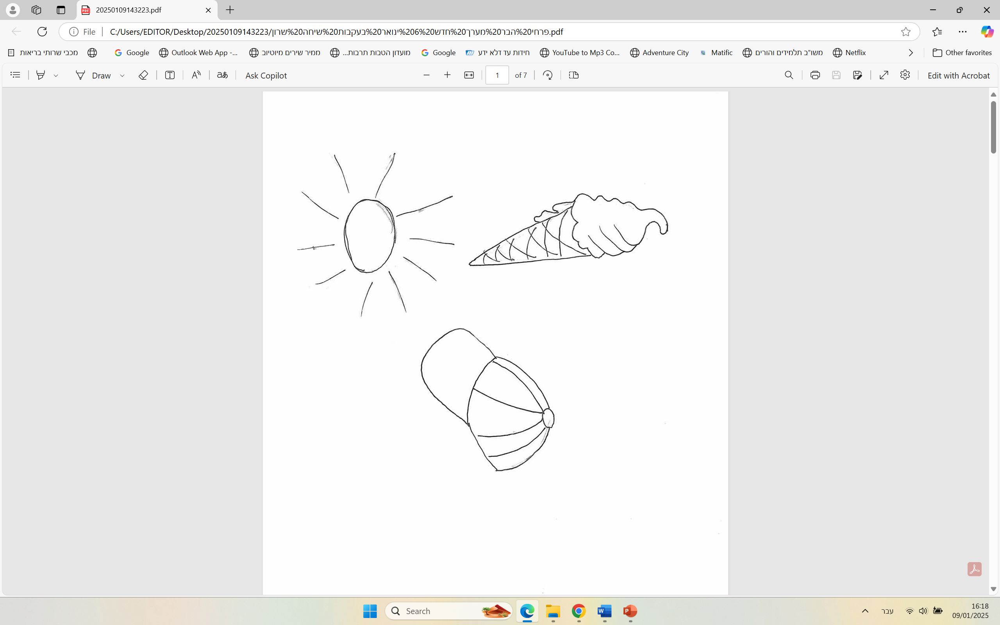 20250109143223.pdf
File
C:/Users/EDITOR/Desktop/20250109143223/פרחי%20הבר%20מערך%20חדש%206%20ינואר%20בעקבות%20שיחה%20שרון.pdf
מכבי שרותי בריאות Google Outlook Web App -... ממיר שירים מיוטיוב מועדון הטבות תרבות... Google חידות עד דלא ידע YouTube to Mp3 Co... Adventure City Matific משו"ב תלמידים והורים Netflix Other favorites
Draw aあ Ask Copilot 1 of 7 Edit with Acrobat
Search
עבר
16:18
09/01/2025